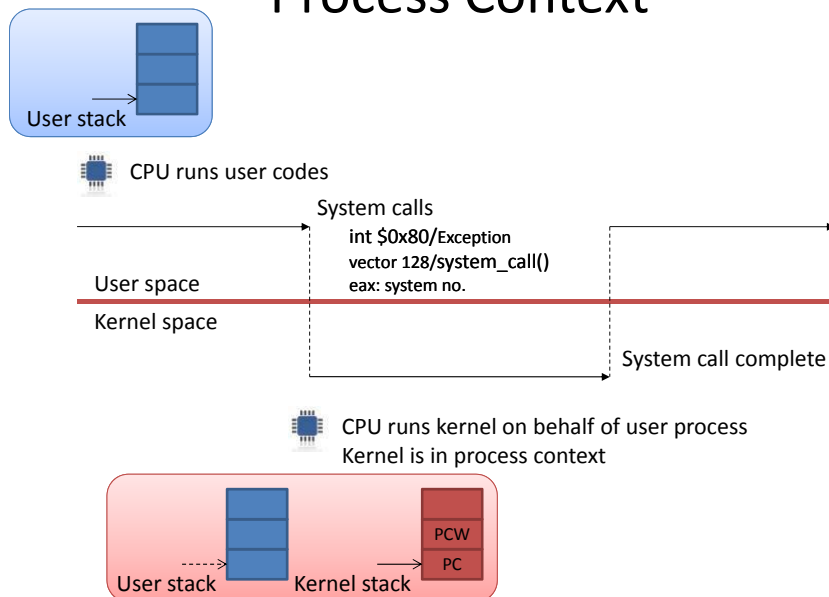 Process Context
User stack
CPU runs user codes
System calls
int $0x80/Exception
vector 128/system_call()
eax: system no.
User space
Kernel space
System call complete
CPU runs kernel on behalf of user process
Kernel is in process context
PCW
PC
User stack
Kernel stack